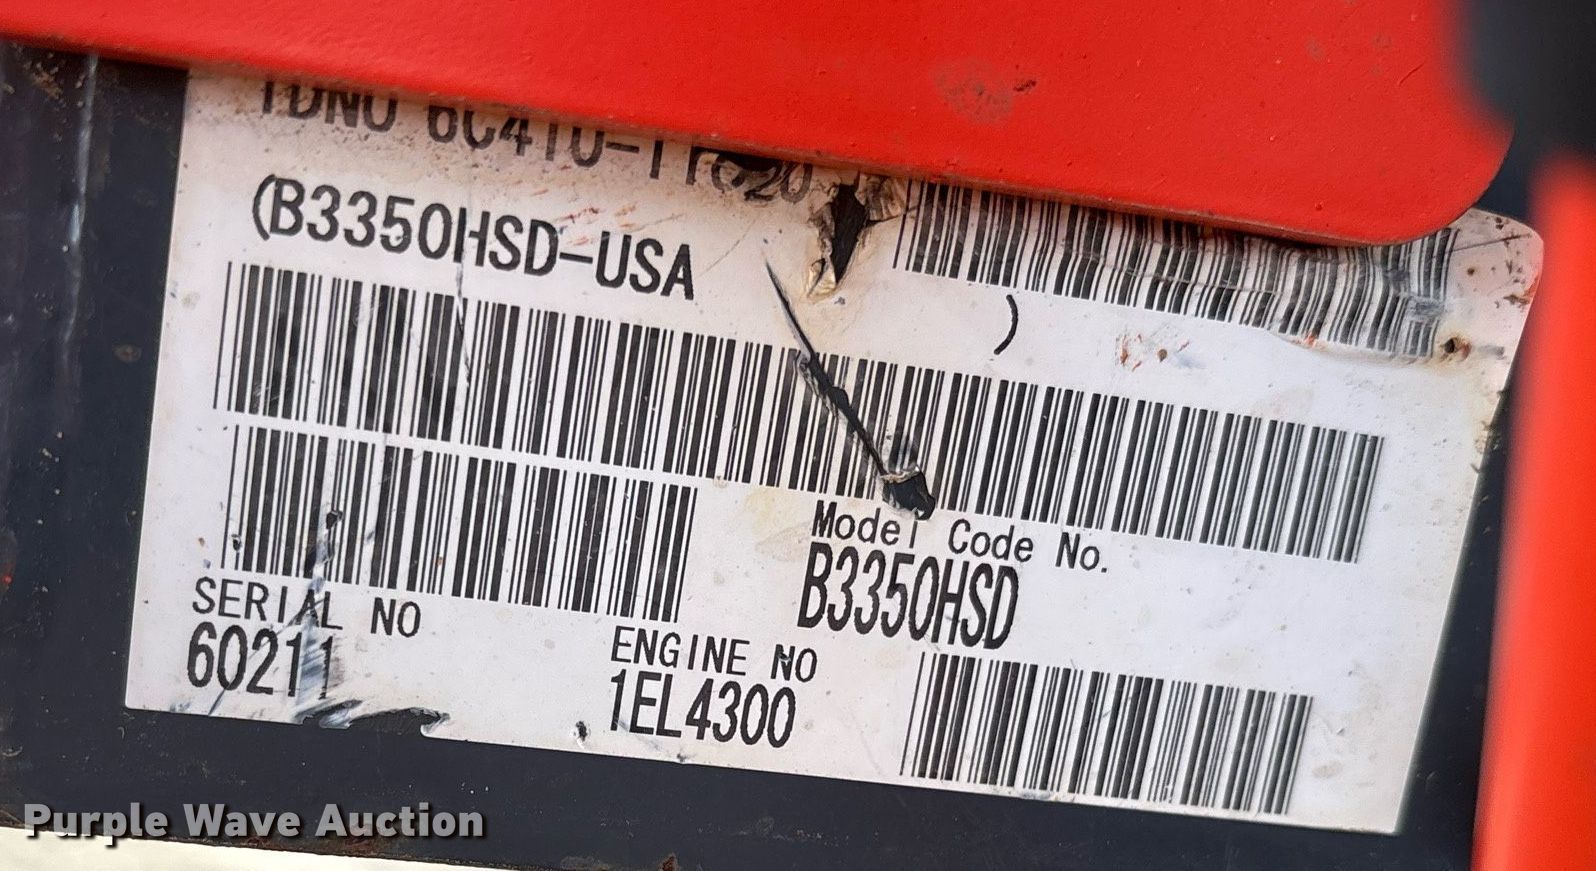 (B3350HSD-USA
)
Model Code No.
B3350HSD
SERIAL NO
60211
ENGINE NO
1EL4300
Purple Wave Auction